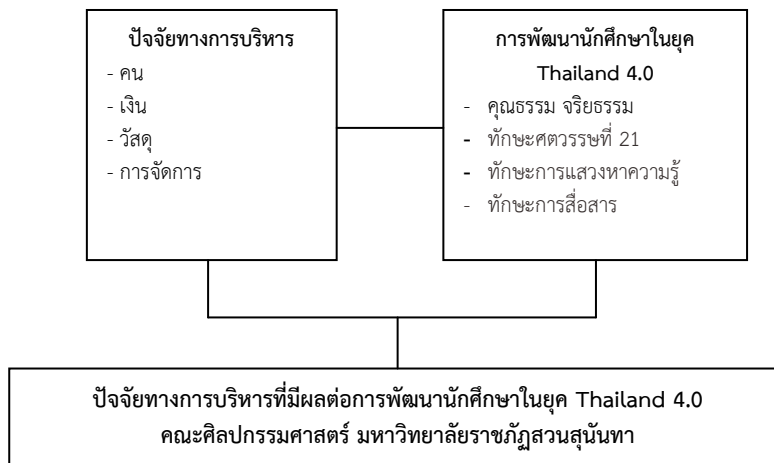 ปัจจัยทางการบริหาร
- คน
- เงิน
- วัสดุ
- การจัดการ
การพัฒนานักศึกษาในยุค
Thailand 4.0
- คุณธรรม จริยธรรม
- ทักษะศตวรรษที่ 21
- ทักษะการแสวงหาความรู้
- ทักษะการสื่อสาร
ปัจจัยทางการบริหารที่มีผลต่อการพัฒนานักศึกษาในยุค Thailand 4.0
คณะศิลปกรรมศาสตร์ มหาวิทยาลัยราชภัฏสวนสุนันทา